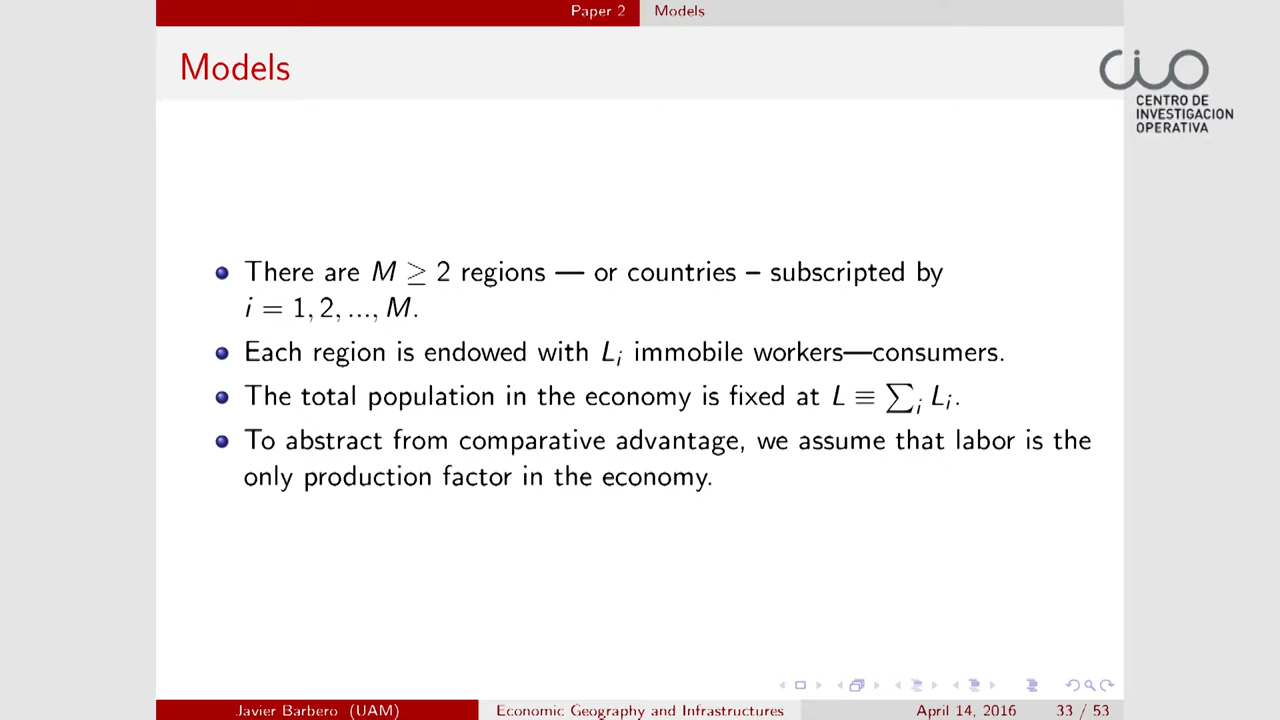 Paper 2 Models
Models
CIO
CENTRO DE
INVESTIGACION
OPERATIVA
There are M ≥ 2 regions — or countries – subscripted by
i = 1, 2, ..., M.
Each region is endowed with L_i immobile workers—consumers.
The total population in the economy is fixed at L ≡ ∑_i L_i.
To abstract from comparative advantage, we assume that labor is the
only production factor in the economy.
Javier Barbero (UAM) Economic Geography and Infrastructures April 14, 2016 33 / 53